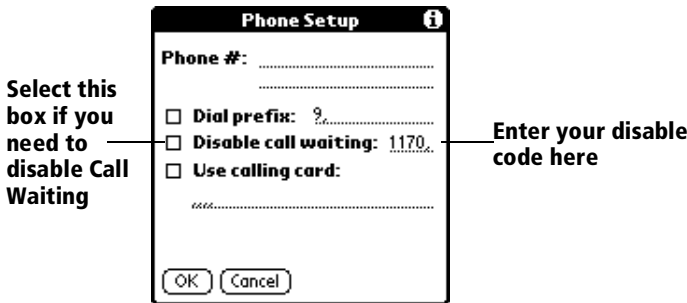 Phone Setup
Phone #:
Select this
box if you
need to
disable Call
Waiting
Dial prefix: 9,
Disable call waiting: 1170,
Use calling card:
,,,,
Enter your disable
code here
OK Cancel